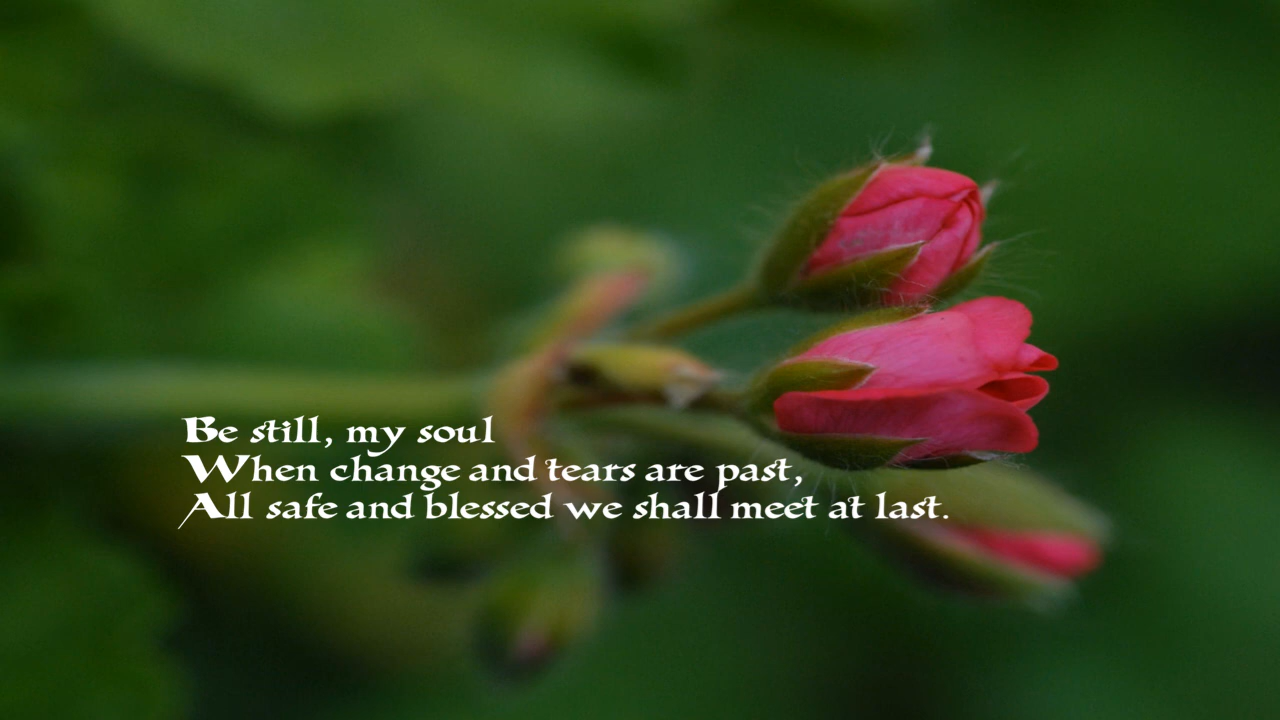 Be still, my soul
When change and tears are past,
All safe and blessed we shall meet at last.